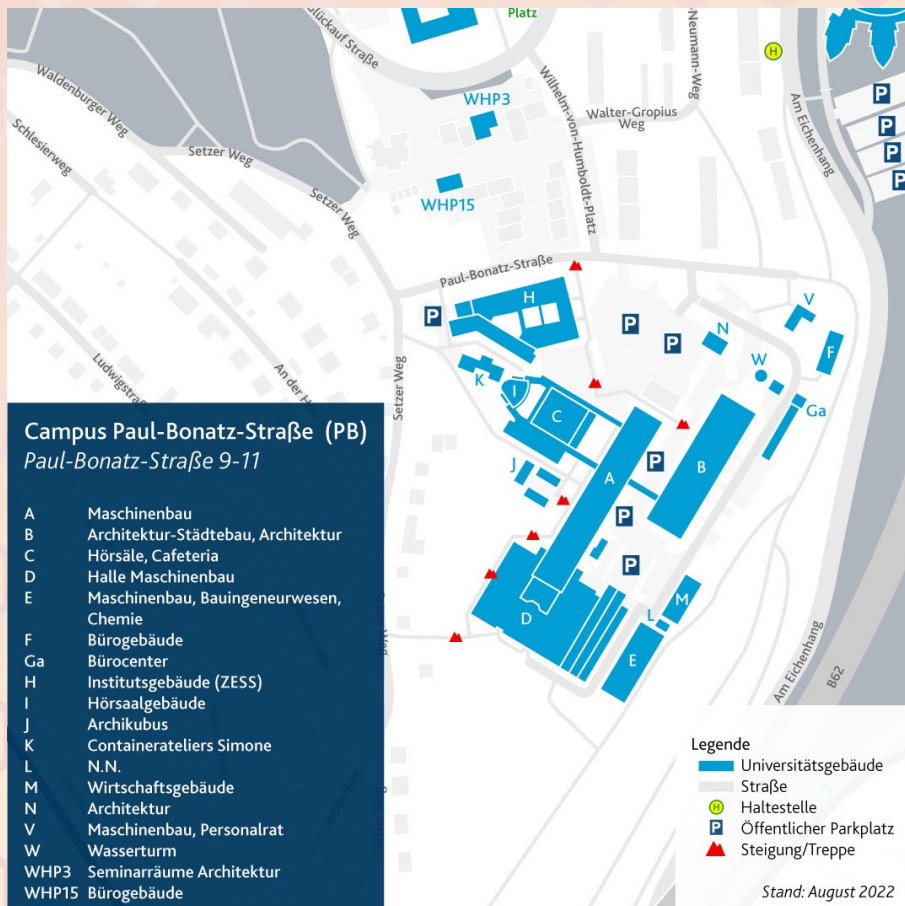 Platz
Glückauf Straße
Wilhelm-von-Humboldt-Platz
-Neumann-Weg
H
Am Eichenhang
P
P
P
P
WHP3
Walter-Gropius
Weg
Waldenburger Weg
Schlesierweg
Setzer Weg
Setzer Weg
WHP15
Paul-Bonatz-Straße
H
P
P
P
N
V
F
W
Ga
K
I
C
Setzer Weg
An der
Ludwigstraße
J
A
P
B
P
P
D
L
M
E
Am Eichenhang
B62
Campus Paul-Bonatz-Straße (PB)
Paul-Bonatz-Straße 9-11
A Maschinenbau
B Architektur-Städtebau, Architektur
C Hörsäle, Cafeteria
D Halle Maschinenbau
E Maschinenbau, Bauingeneurwesen,
Chemie
F Bürogebäude
Ga Bürocenter
H Institutsgebäude (ZESS)
I Hörsaalgebäude
J Archikubus
K Containerateliers Simone
L N.N.
M Wirtschaftsgebäude
N Architektur
V Maschinenbau, Personalrat
W Wasserturm
WHP3 Seminarräume Architektur
WHP15 Bürogebäude
Legende
Universitätsgebäude
Straße
H Haltestelle
P Öffentlicher Parkplatz
Steigung/Treppe
Stand: August 2022